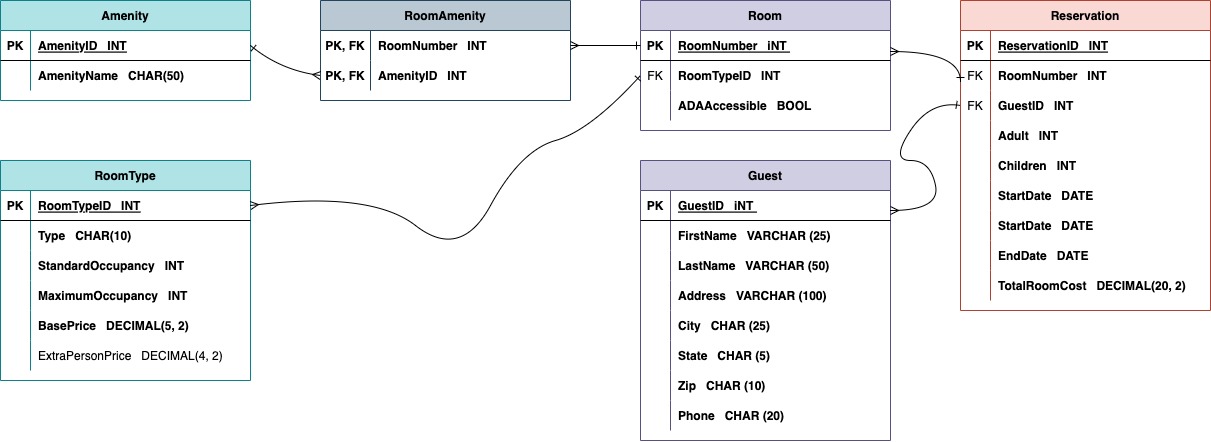 Amenity
PK AmenityID INT
AmenityName CHAR(50)
RoomAmenity
PK, FK RoomNumber INT
PK, FK AmenityID INT
Room
PK RoomNumber iNT
FK RoomTypeID INT
ADAAccessible BOOL
Reservation
PK ReservationID INT
FK RoomNumber INT
FK GuestID INT
Adult INT
Children INT
StartDate DATE
StartDate DATE
EndDate DATE
TotalRoomCost DECIMAL(20, 2)
RoomType
PK RoomTypeID INT
Type CHAR(10)
StandardOccupancy INT
MaximumOccupancy INT
BasePrice DECIMAL(5, 2)
ExtraPersonPrice DECIMAL(4, 2)
Guest
PK GuestID iNT
FirstName VARCHAR (25)
LastName VARCHAR (50)
Address VARCHAR (100)
City CHAR (25)
State CHAR (5)
Zip CHAR (10)
Phone CHAR (20)